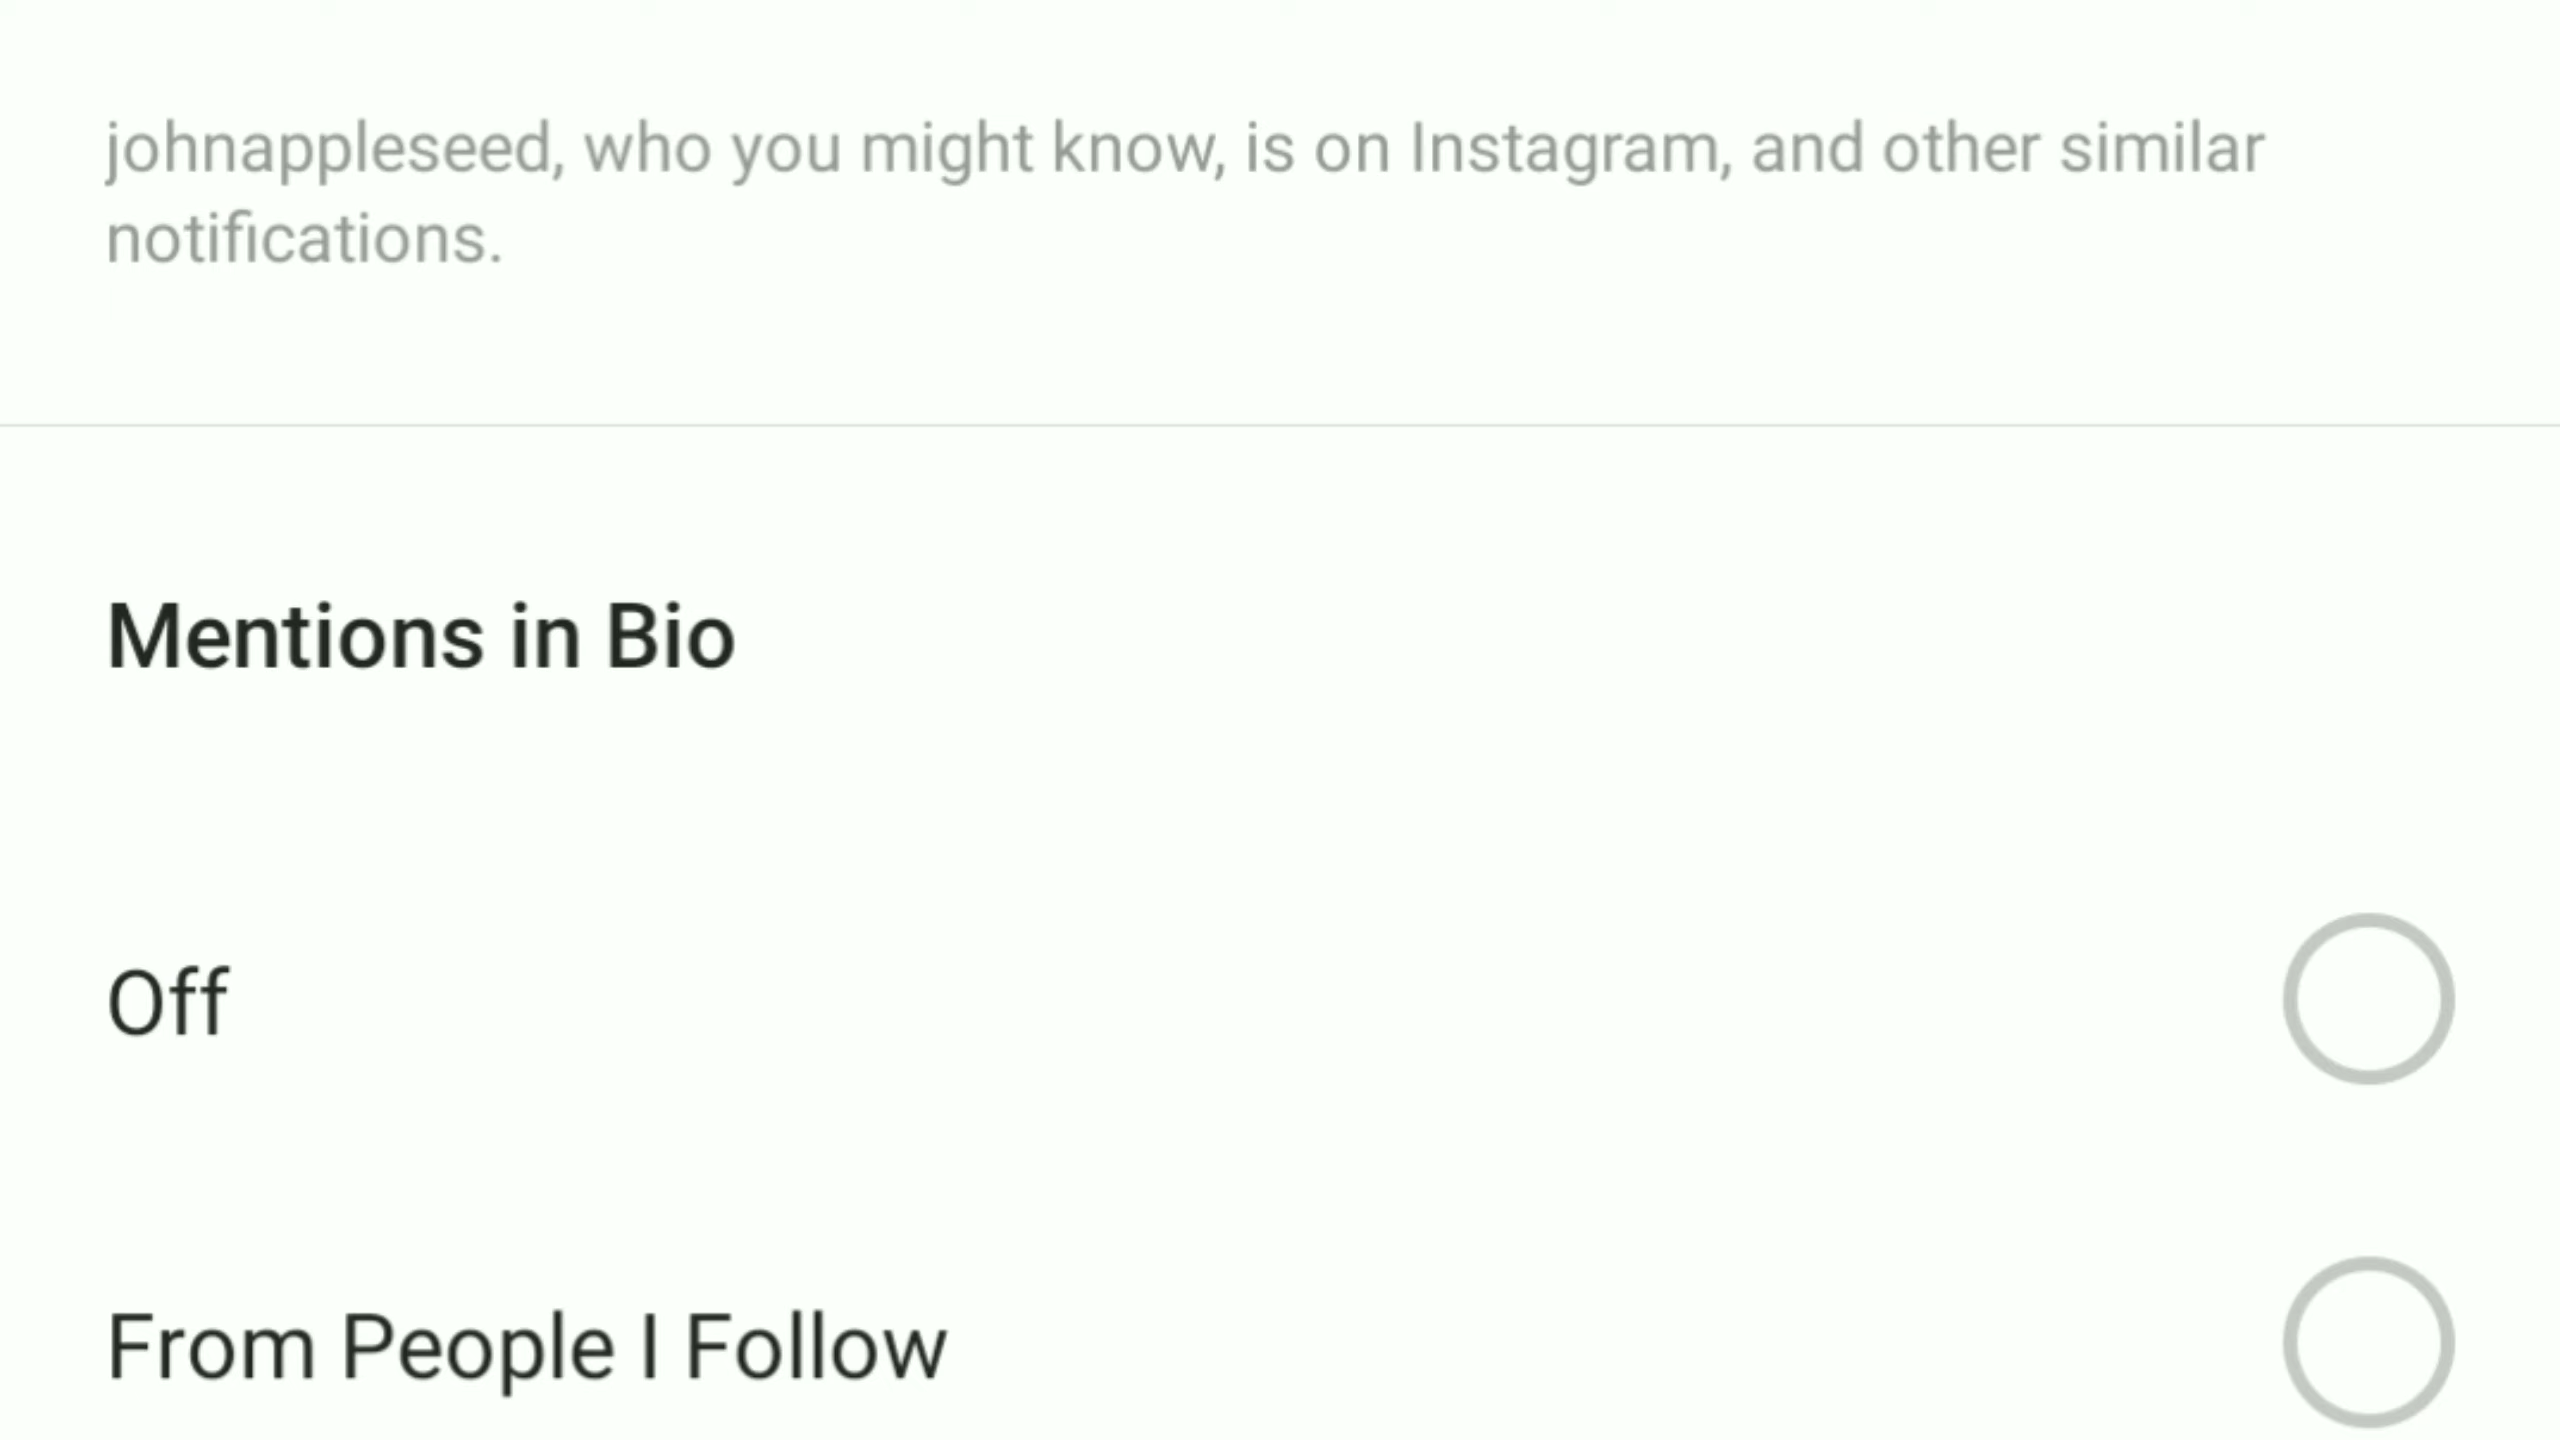 johnappleseed, who you might know, is on Instagram, and other similar
notifications.
Mentions in Bio
Off
From People I Follow